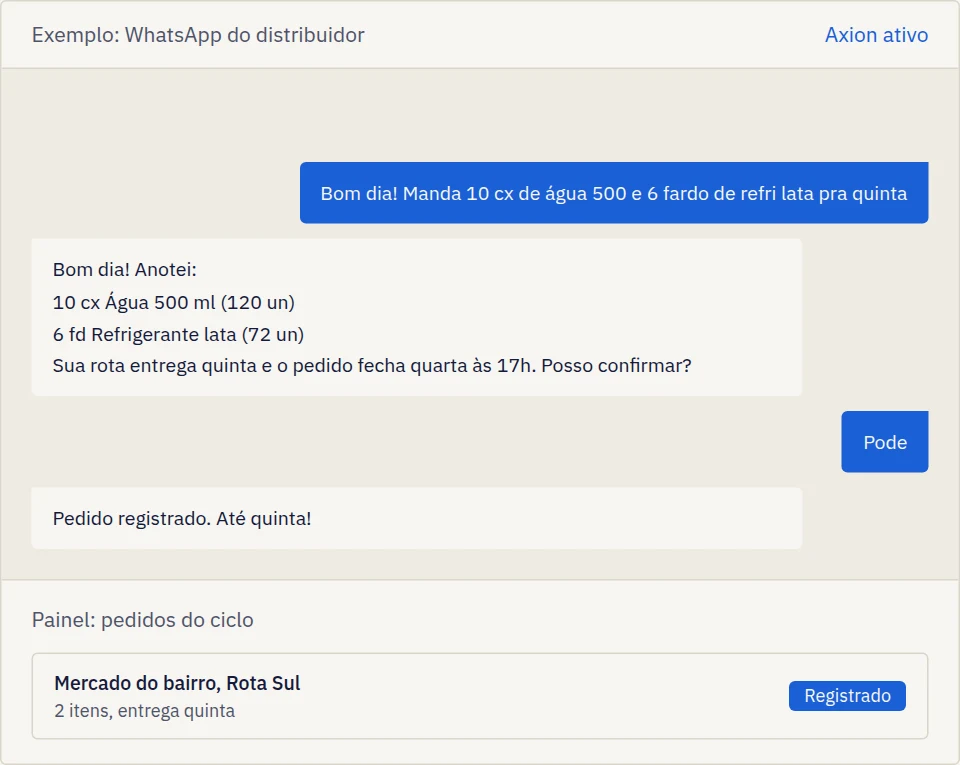 Exemplo: WhatsApp do distribuidor
Axion ativo
Bom dia! Manda 10 cx de água 500 e 6 fardo de refri lata pra quinta
Bom dia! Anotei:
10 cx Água 500 ml (120 un)
6 fd Refrigerante lata (72 un)
Sua rota entrega quinta e o pedido fecha quarta às 17h. Posso confirmar?
Pode
Pedido registrado. Até quinta!
Painel: pedidos do ciclo
Mercado do bairro, Rota Sul
2 itens, entrega quinta
Registrado